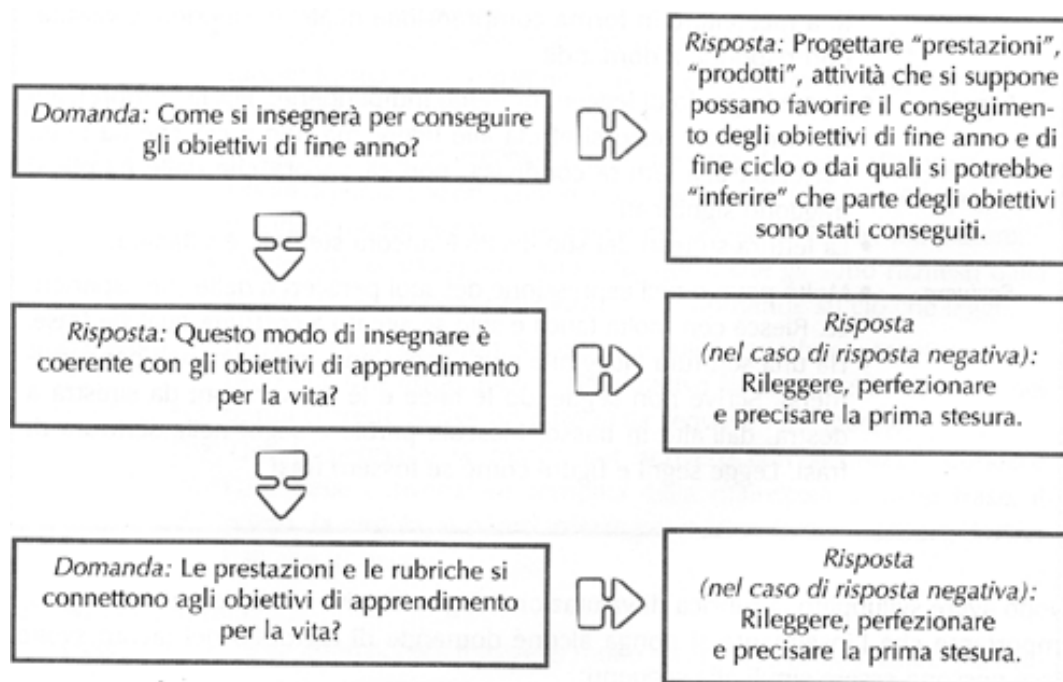 Domanda: Come si insegnerà per conseguire
gli obiettivi di fine anno?
Risposta: Progettare “prestazioni”,
“prodotti”, attività che si suppone
possano favorire il conseguimen-
to degli obiettivi di fine anno e di
fine ciclo o dai quali si potrebbe
“inferire” che parte degli obiettivi
sono stati conseguiti.
Risposta: Questo modo di insegnare è
coerente con gli obiettivi di apprendimento
per la vita?
Risposta
(nel caso di risposta negativa):
Rileggere, perfezionare
e precisare la prima stesura.
Domanda: Le prestazioni e le rubriche si
connettono agli obiettivi di apprendimento
per la vita?
Risposta
(nel caso di risposta negativa):
Rileggere, perfezionare
e precisare la prima stesura.